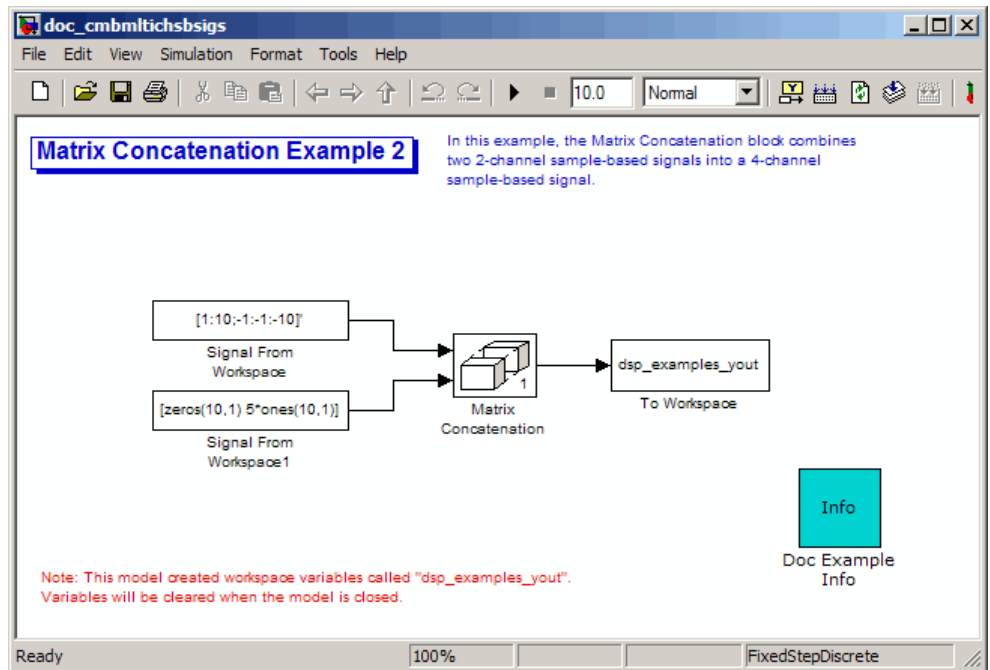 doc_cmbmltichsbsigs
File Edit View Simulation Format Tools Help
10.0 Normal
Matrix Concatenation Example 2
In this example, the Matrix Concatenation block combines
two 2-channel sample-based signals into a 4-channel
sample-based signal.
[1:10;-1:-1:-10]'
Signal From
Workspace
[zeros(10,1) 5*ones(10,1)]
Signal From
Workspace1
1
Matrix
Concatenation
dsp_examples_yout
To Workspace
Info
Doc Example
Info
Note: This model created workspace variables called "dsp_examples_yout".
Variables will be cleared when the model is closed.
Ready 100% FixedStepDiscrete